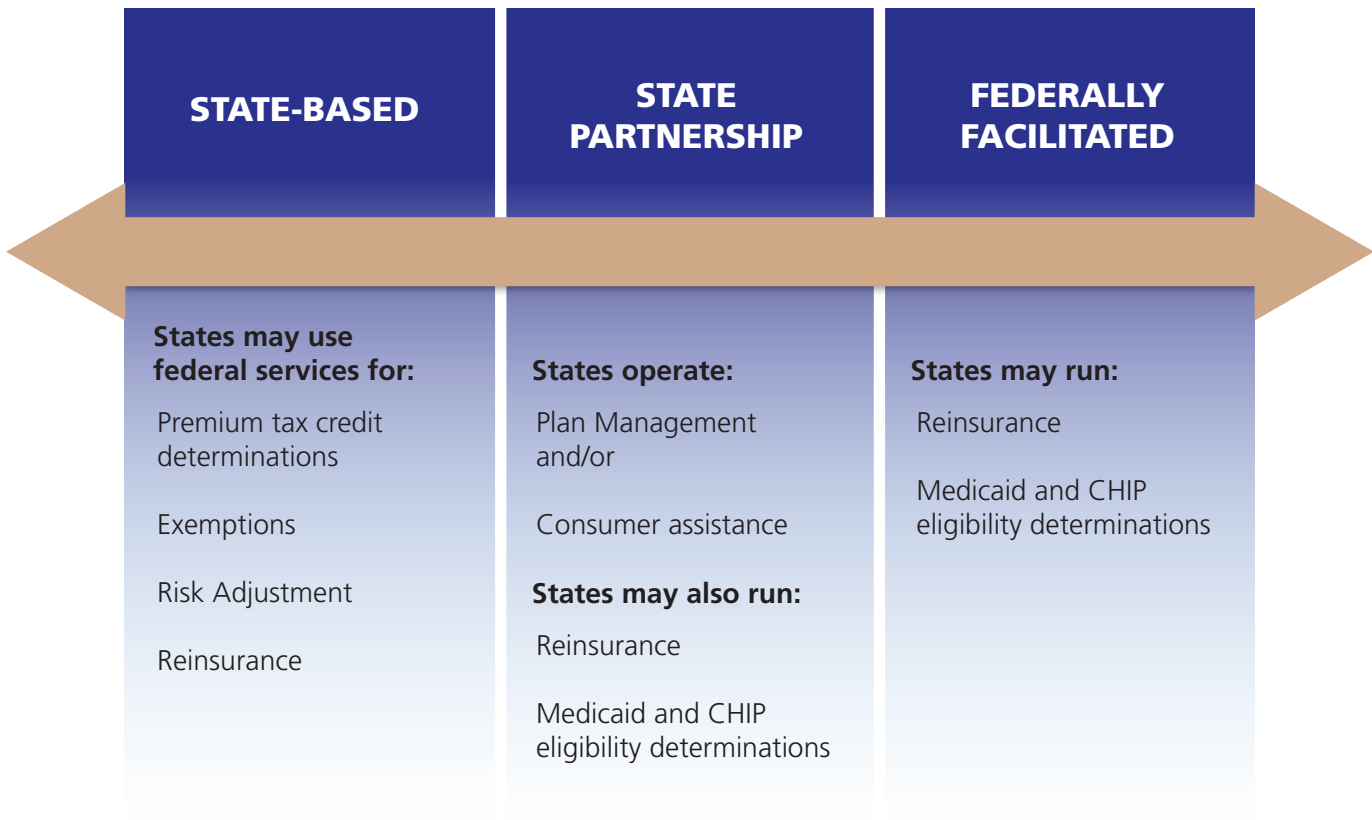 STATE-BASED
States may use
federal services for:
Premium tax credit
determinations
Exemptions
Risk Adjustment
Reinsurance
STATE
PARTNERSHIP
States operate:
Plan Management
and/or
Consumer assistance
States may also run:
Reinsurance
Medicaid and CHIP
eligibility determinations
FEDERALLY
FACILITATED
States may run:
Reinsurance
Medicaid and CHIP
eligibility determinations